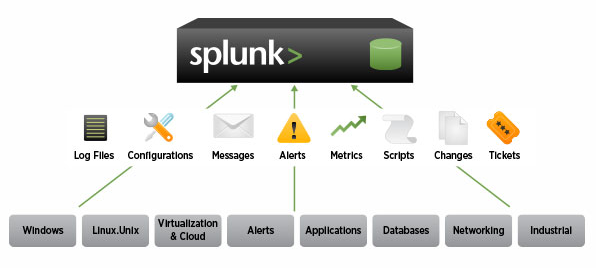 splunk>
Log Files
Configurations
Messages
Alerts
Metrics
Scripts
Changes
Tickets
Windows
Linux.Unix
Virtualization
& Cloud
Alerts
Applications
Databases
Networking
Industrial